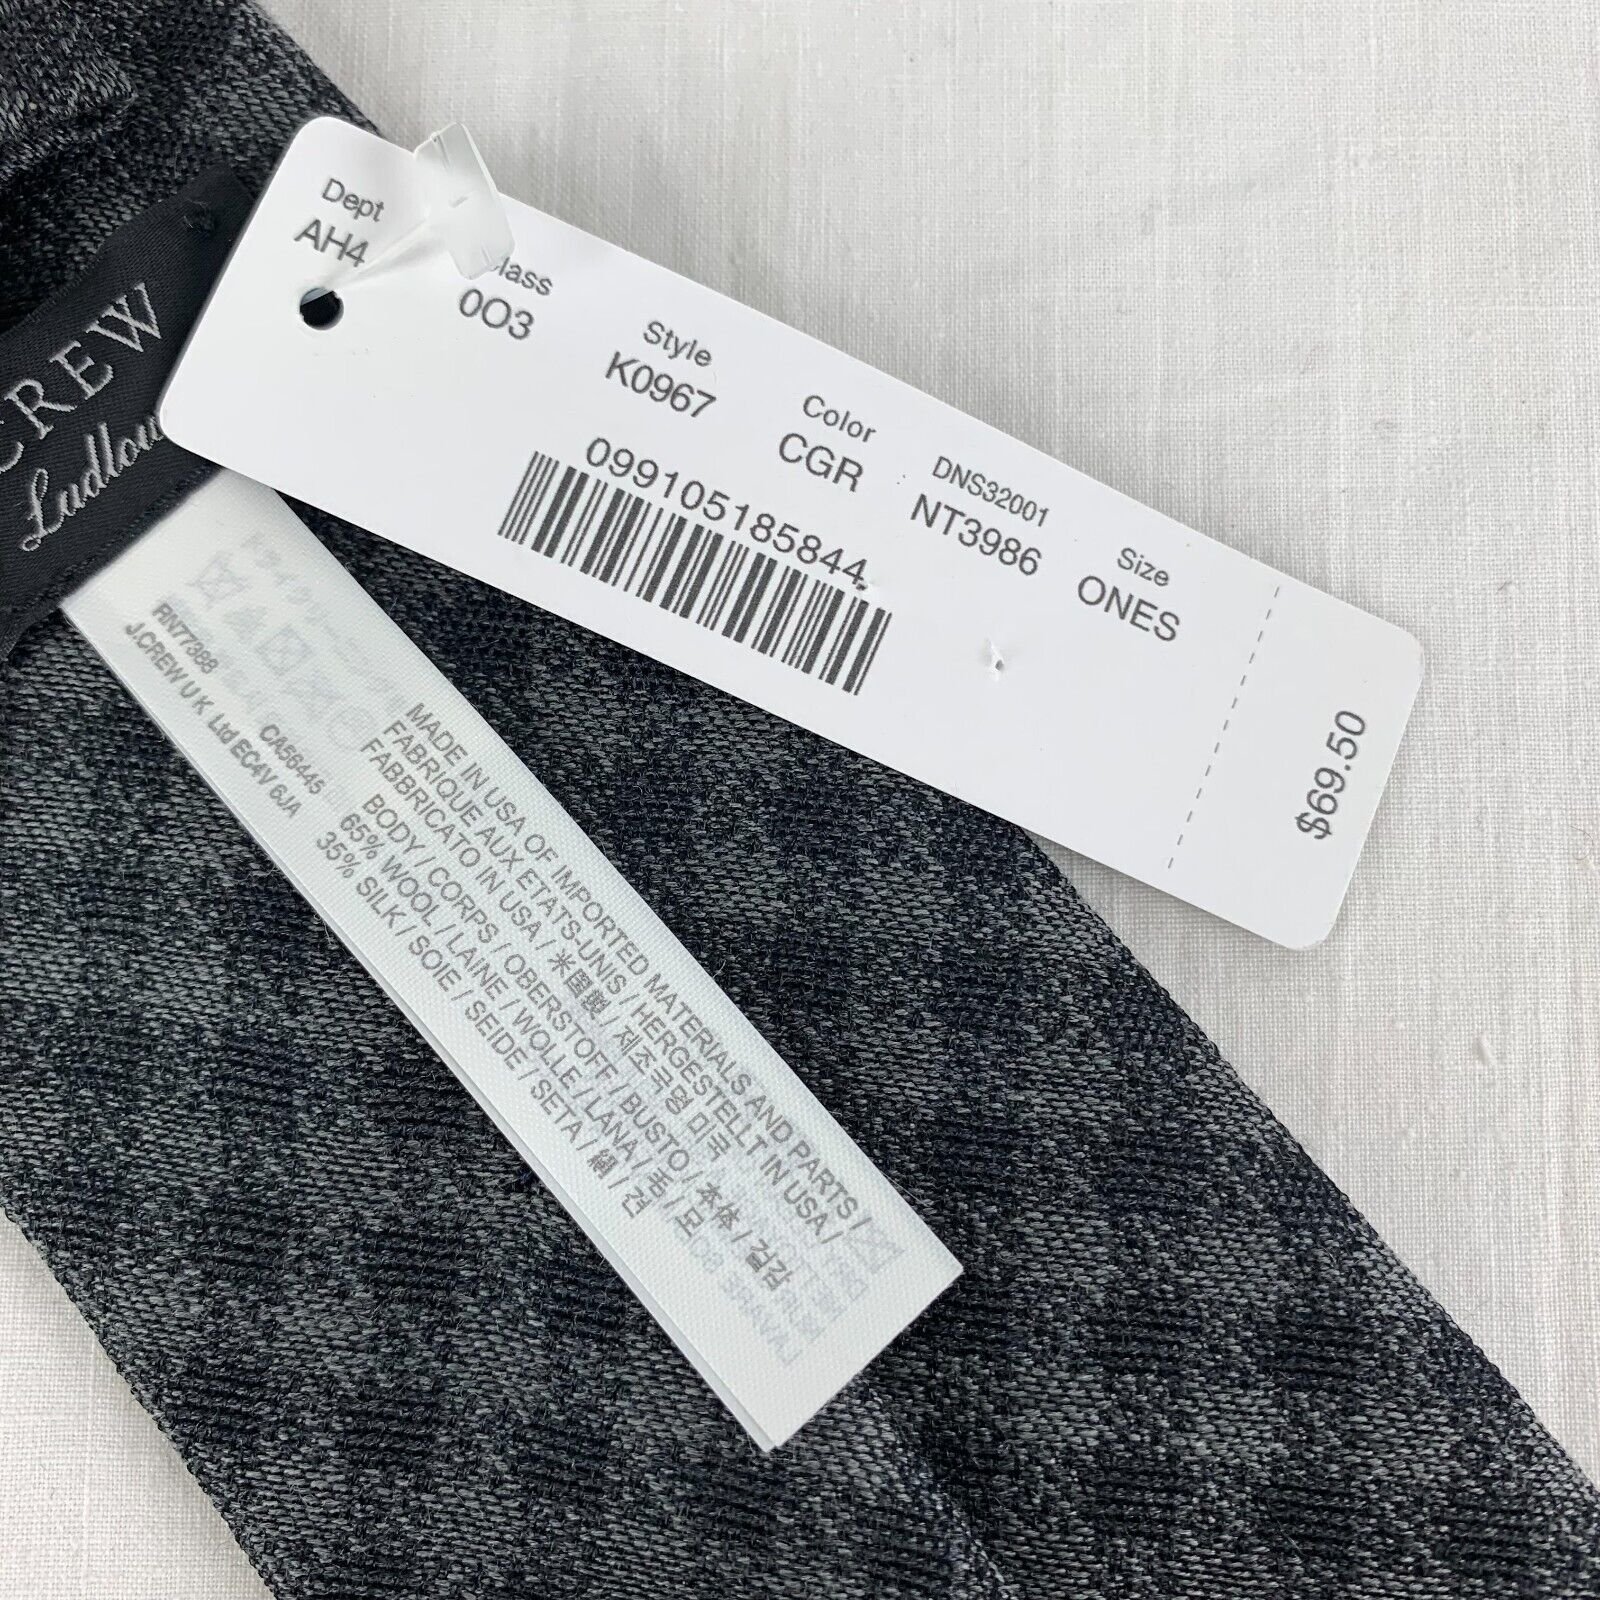 CREW
Ludlow
Dept
AH4
0O3
Style
K0967
Color
CGR
DNS32001
NT3986
Size
ONES
099105185844
$69.50
RN77388 CA56445
J.CREW U K Ltd EC4V 6JA
MADE IN USA OF IMPORTED MATERIALS AND PARTS /
FABRIQUE AUX ETATS-UNIS / HERGESTELLT IN USA /
FABBRICATO IN USA / 米国製 / 제조국명 미국
BODY / CORPS / OBERSTOFF / BUSTO / 本体 / 겉감
65% WOOL / LAINE / WOLLE / LANA / 毛 / 모
35% SILK / SOIE / SEIDE / SETA / 絹 / 견